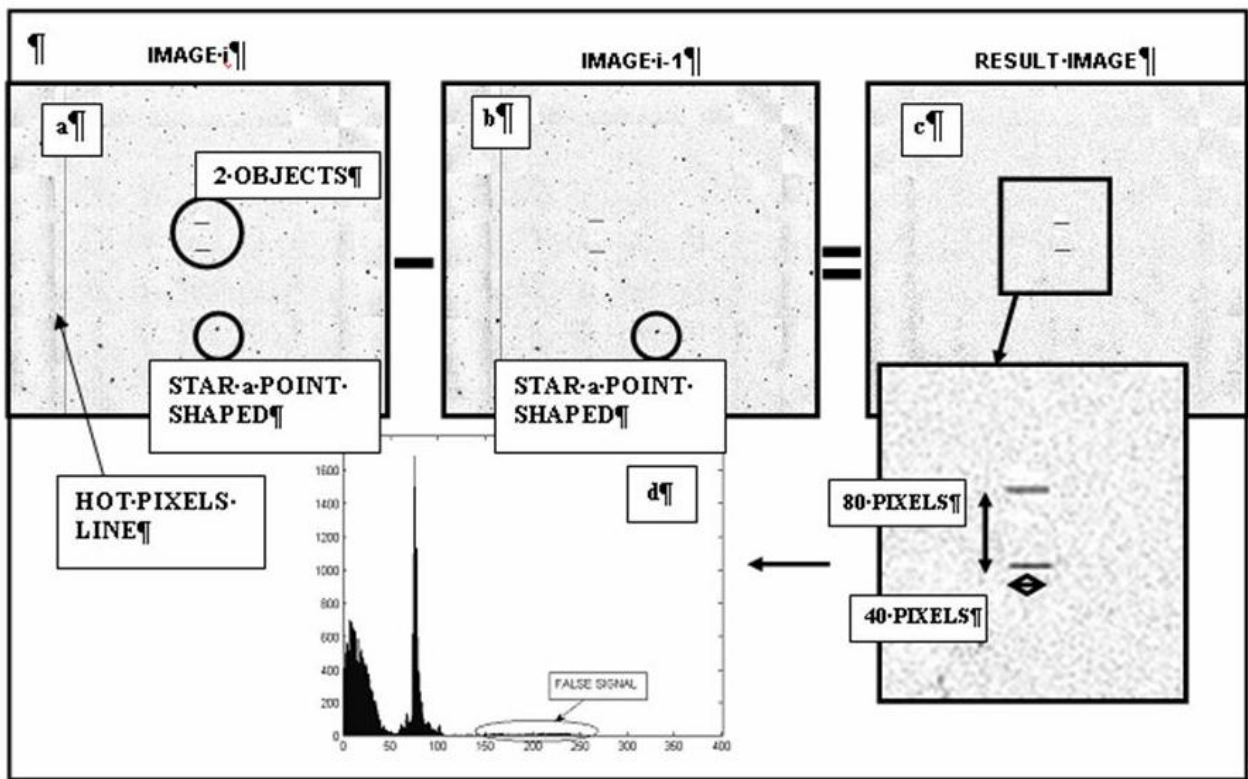 ¶
IMAGE·i¶
IMAGE·i-1¶
RESULT·IMAGE¶
a¶
b¶
c¶
2·OBJECTS¶
STAR·a·POINT·
SHAPED¶
STAR·a·POINT·
SHAPED¶
HOT·PIXELS·
LINE¶
d¶
1600
1400
1200
1000
800
600
400
200
0
0 50 100 150 200 250 300 350 400
FALSE SIGNAL
80·PIXELS¶
40·PIXELS¶